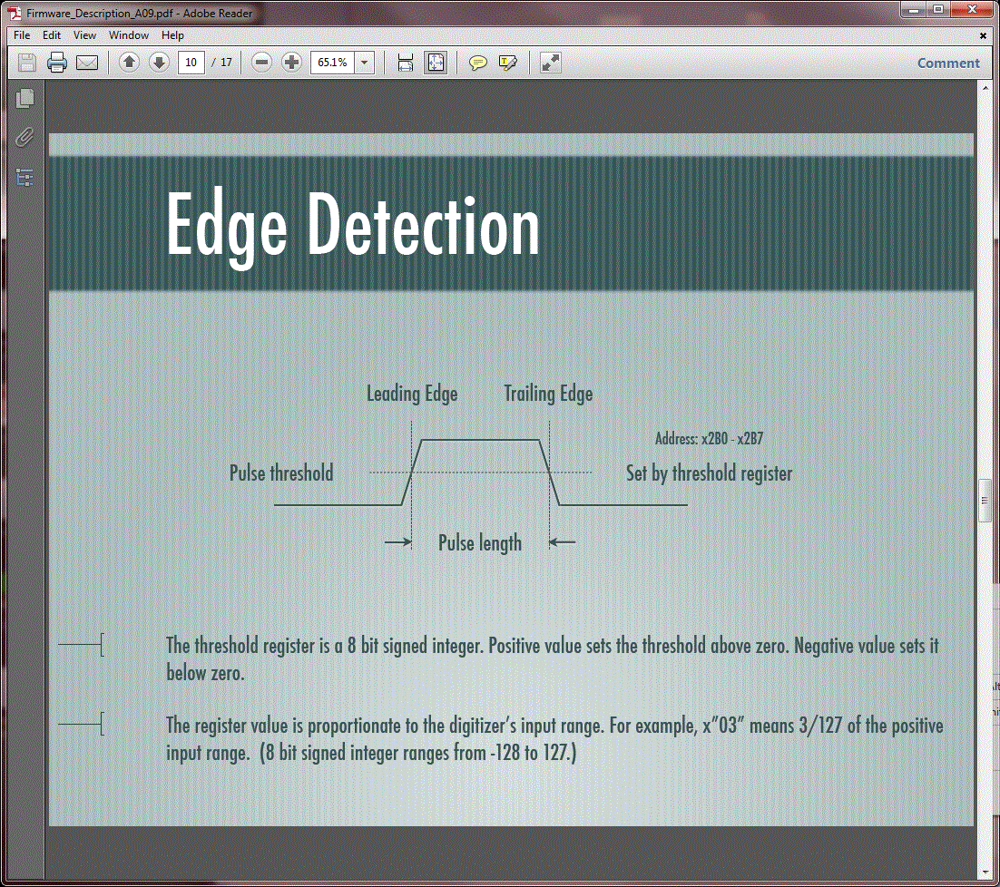 Firmware_Description_A09.pdf - Adobe Reader
File Edit View Window Help
10 / 17 65.1% Comment
Edge Detection
Leading Edge Trailing Edge
Address: x2B0 - x2B7
Pulse threshold Set by threshold register
Pulse length
The threshold register is a 8 bit signed integer. Positive value sets the threshold above zero. Negative value sets it
below zero.
The register value is proportionate to the digitizer's input range. For example, x"03" means 3/127 of the positive
input range. (8 bit signed integer ranges from -128 to 127.)